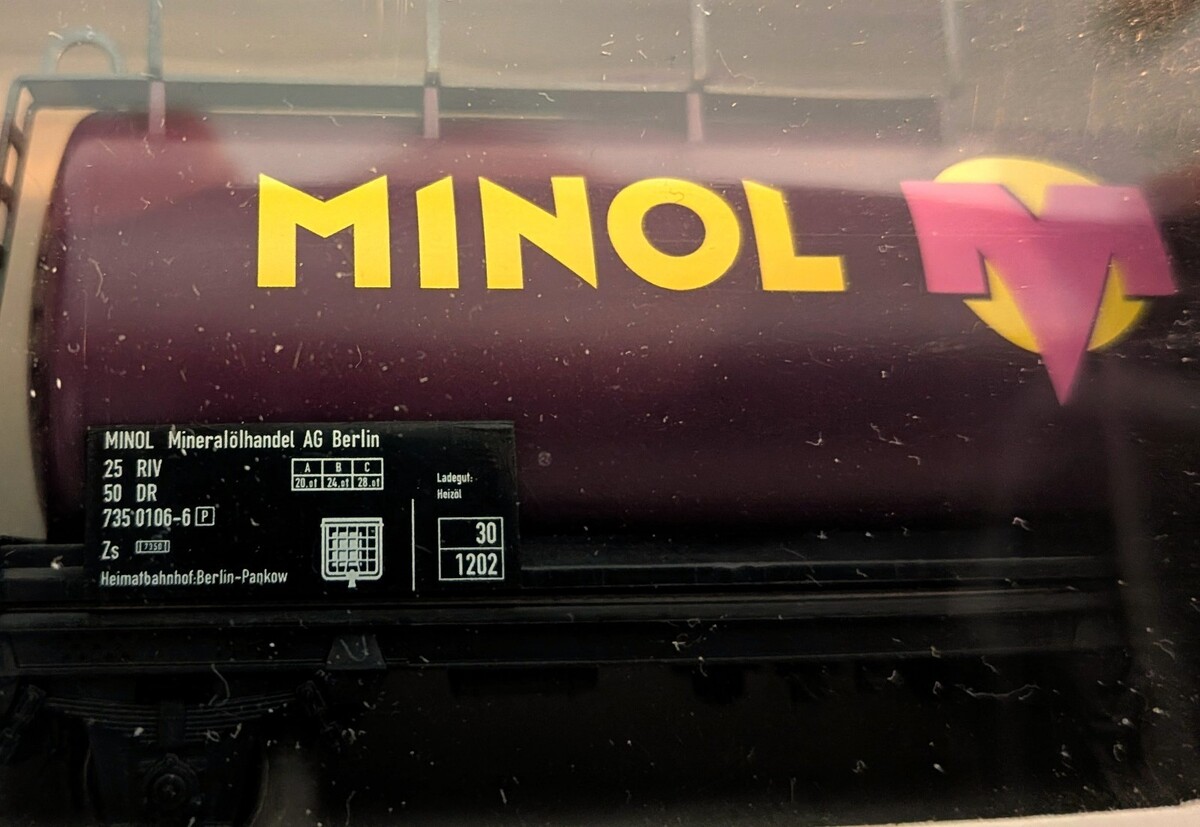 MINOL M
MINOL Mineralölhandel AG Berlin
25 RIV
50 DR
735 0106-6 P
Zs
Heimatbahnhof:Berlin-Pankow
A B C
20.0t 24.0t 28.0t
Ladegut:
Heizöl
30
1202